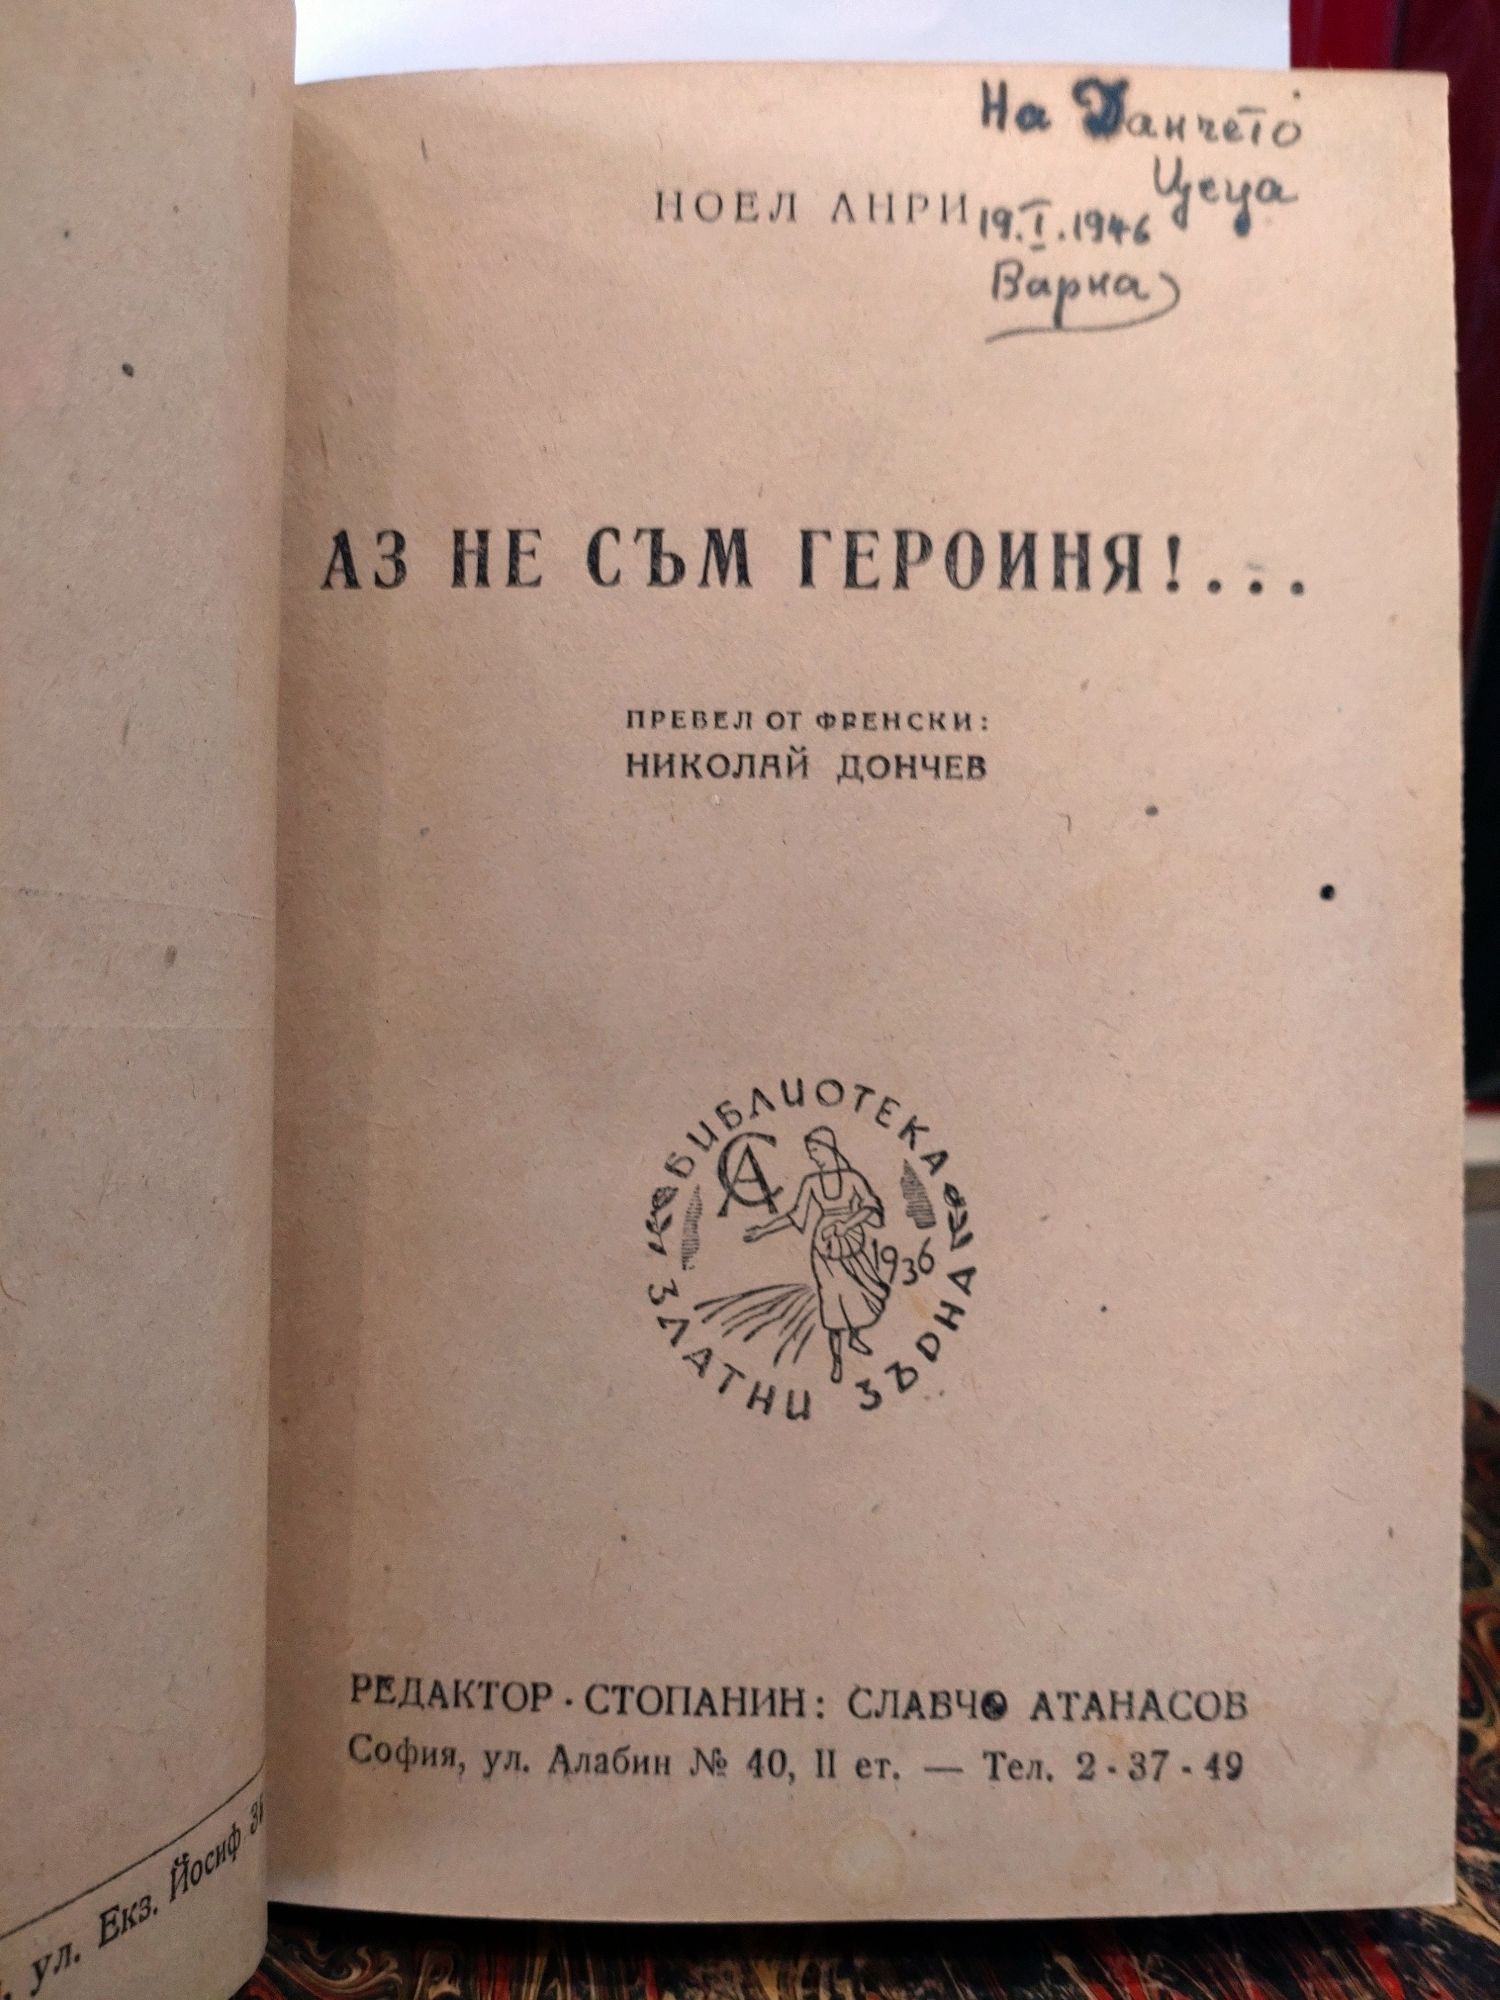 На Данчето
Цеца
19.I.1946
Варна
НОЕЛ АНРИ
АЗ НЕ СЪМ ГЕРОИНЯ!...
ПРЕВЕЛ ОТ ФРЕНСКИ:
НИКОЛАЙ ДОНЧЕВ
БИБЛИОТЕКА
СА
1936
ЗЛАТНИ ЗЪРНА
РЕДАКТОР-СТОПАНИН: СЛАВЧО АТАНАСОВ
София, ул. Алабин № 40, II ет. — Тел. 2-37-49
ул. Екз. Йосиф